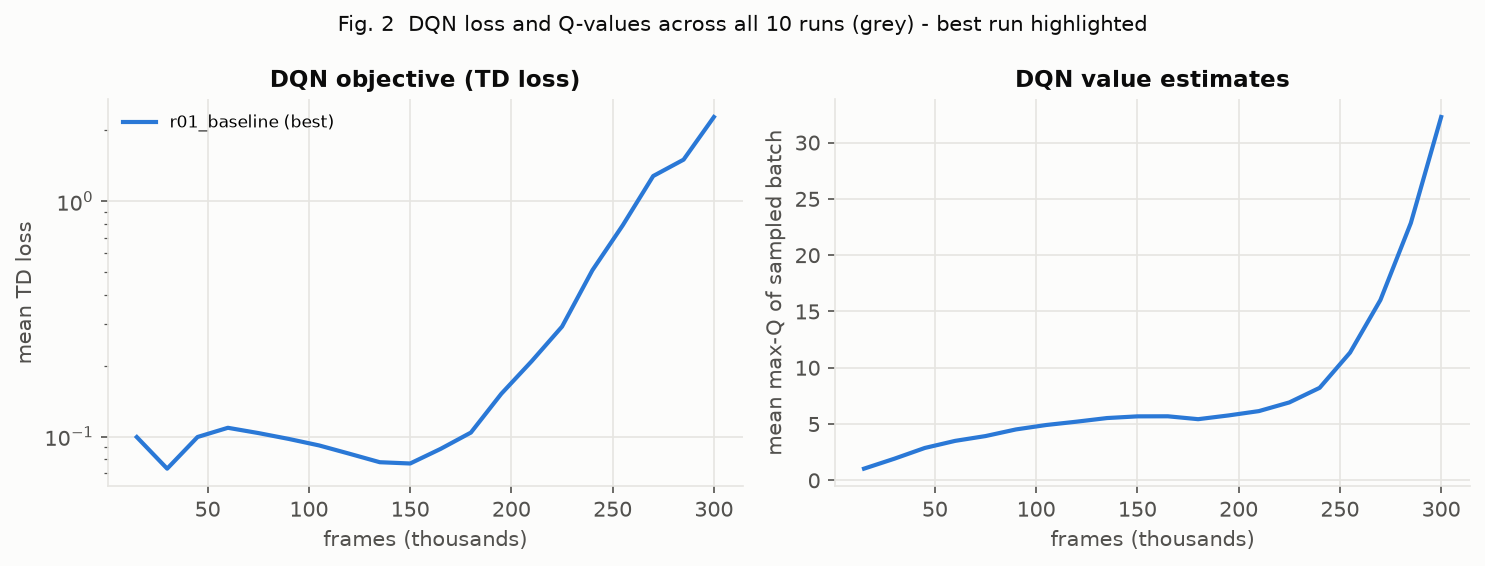 Fig. 2  DQN loss and Q-values across all 10 runs (grey) - best run highlighted
DQN objective (TD loss)
r01_baseline (best)
mean TD loss
10⁰
10⁻¹
50 100 150 200 250 300
frames (thousands)
DQN value estimates
mean max-Q of sampled batch
30
25
20
15
10
5
0
50 100 150 200 250 300
frames (thousands)